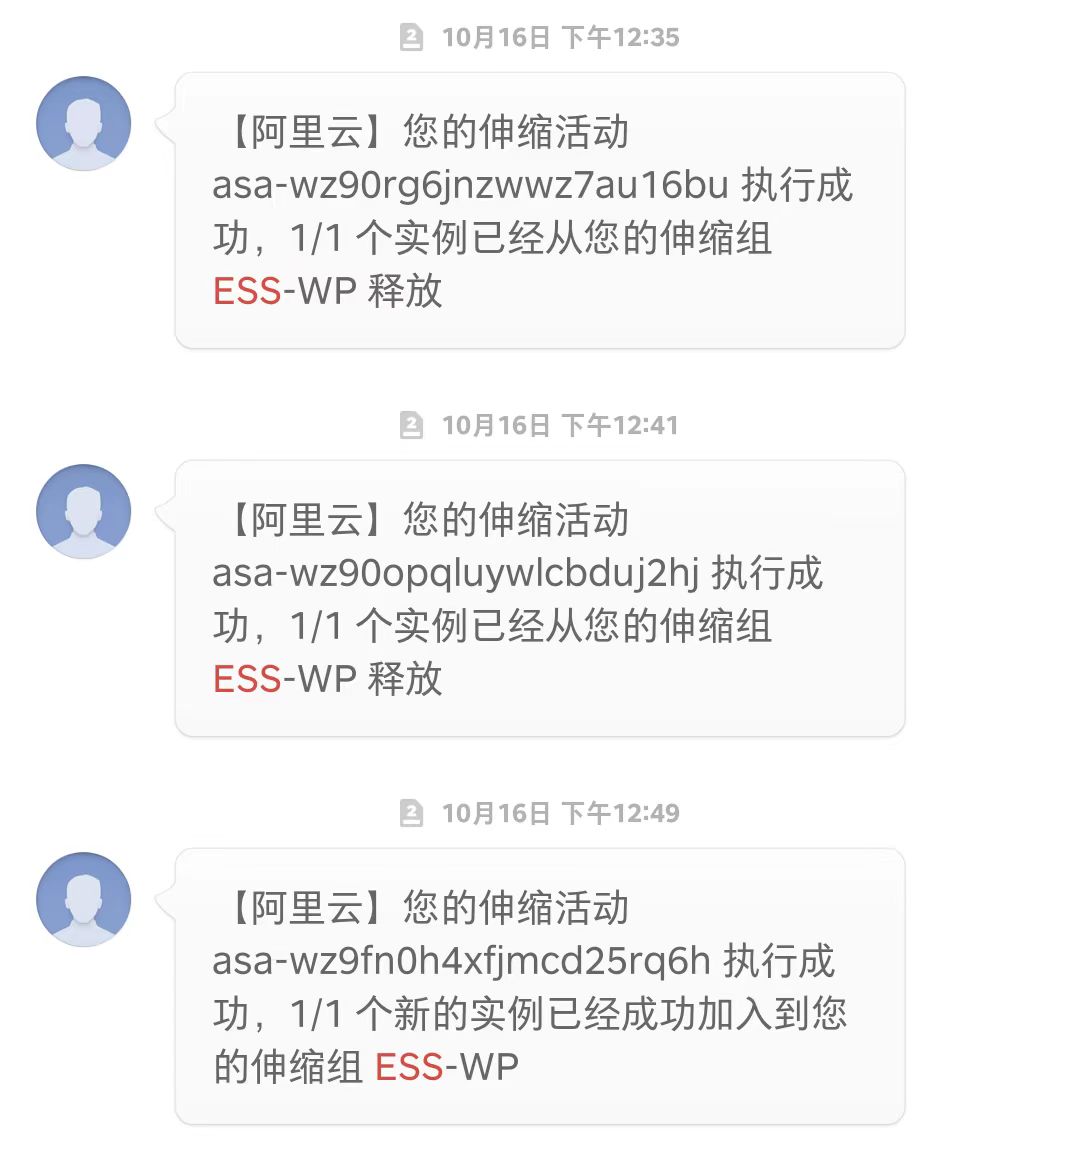 2 10月16日 下午12:35
【阿里云】您的伸缩活动
asa-wz90rg6jnzwwz7au16bu 执行成
功，1/1 个实例已经从您的伸缩组
ESS-WP 释放
2 10月16日 下午12:41
【阿里云】您的伸缩活动
asa-wz90opqluywlcbduj2hj 执行成
功，1/1 个实例已经从您的伸缩组
ESS-WP 释放
2 10月16日 下午12:49
【阿里云】您的伸缩活动
asa-wz9fn0h4xfjmcd25rq6h 执行成
功，1/1 个新的实例已经成功加入到您
的伸缩组 ESS-WP